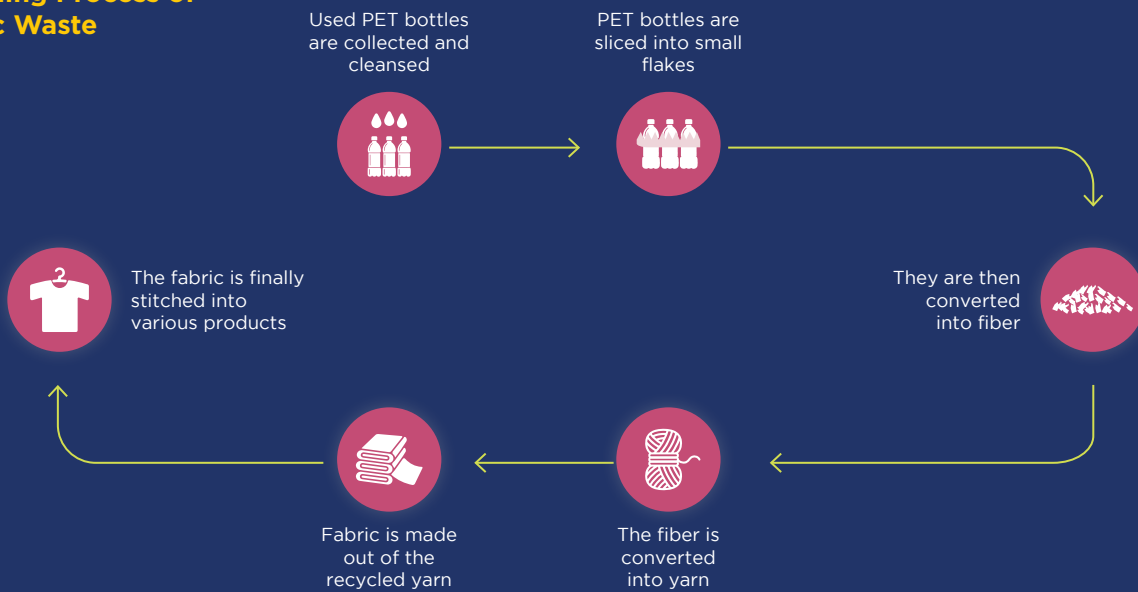 Waste
Used PET bottles
are collected and
cleansed
PET bottles are
sliced into small
flakes
They are then
converted
into fiber
The fiber is
converted
into yarn
Fabric is made
out of the
recycled yarn
The fabric is finally
stitched into
various products